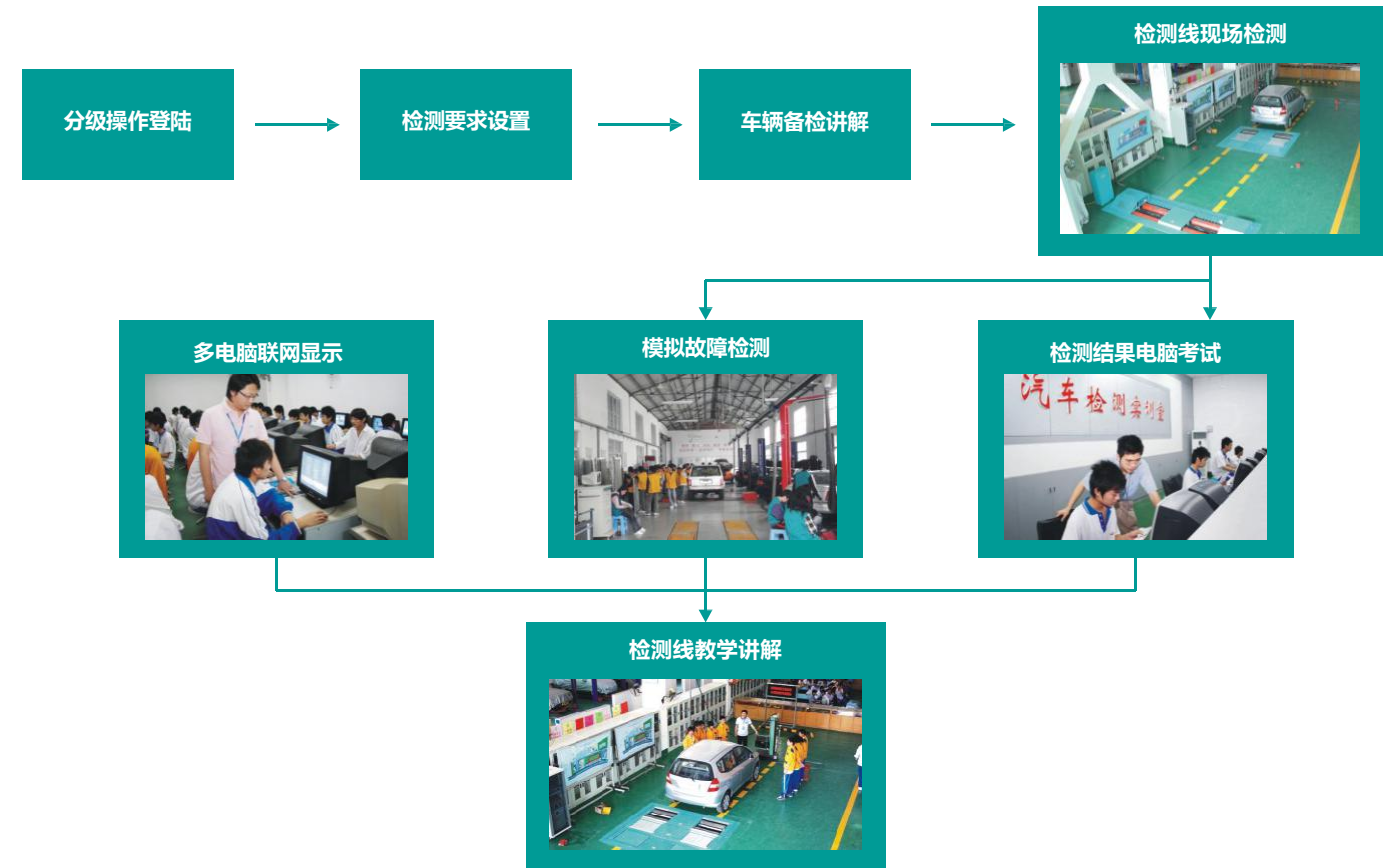 检测线现场检测
分级操作登陆
检测要求设置
车辆备检讲解
多电脑联网显示
模拟故障检测
检测结果电脑考试
汽车检测实训室
检测线教学讲解